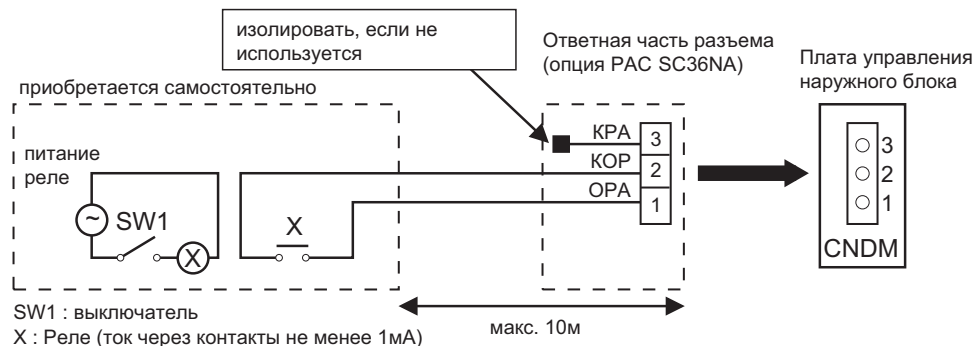 изолировать, если не
используется
Ответная часть разъема
(опция PAC SC36NA)
Плата управления
наружного блока
приобретается самостоятельно
питание
реле
SW1
X
X
КРА
КОР
ОРА
3
2
1
3
2
1
CNDM
~
макс. 10м
SW1 : выключатель
X : Реле (ток через контакты не менее 1мА)